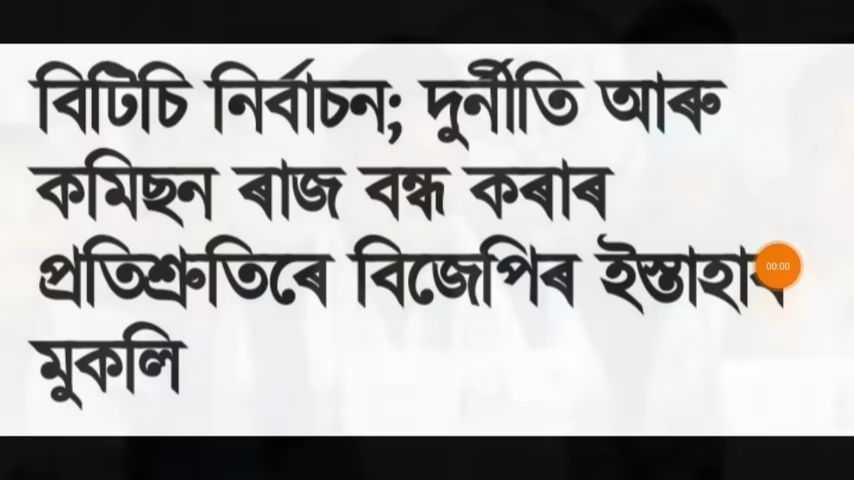 বিটিচি নিৰ্বাচন; দুৰ্নীতি আৰু
কমিছন ৰাজ বন্ধ কৰাৰ
প্ৰতিশ্ৰুতিৰে বিজেপিৰ ইস্তাহাৰ
মুকলি
00:00